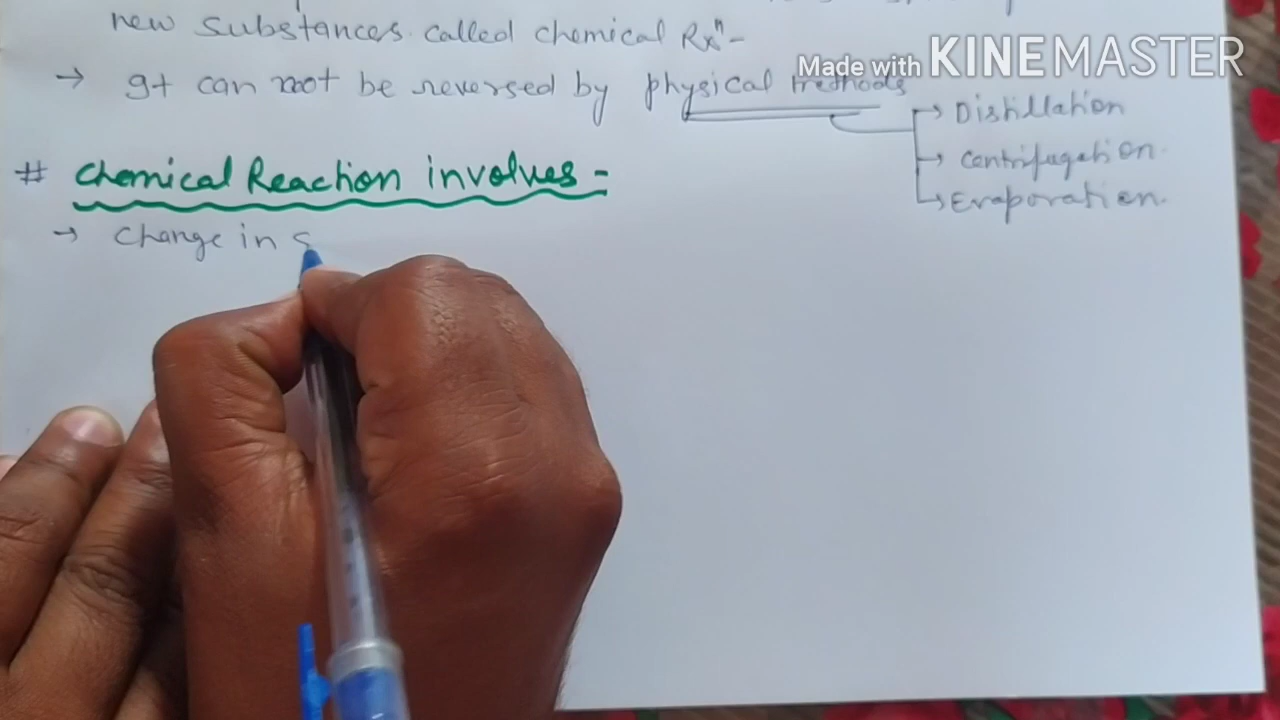 new substances. called chemical Rxⁿ-
Made with KINEMASTER
→ It can not be reversed by physical methods
→ Distillation
→ Centrifugation.
→ Evaporation.
# Chemical Reaction involves -
→ Change in s